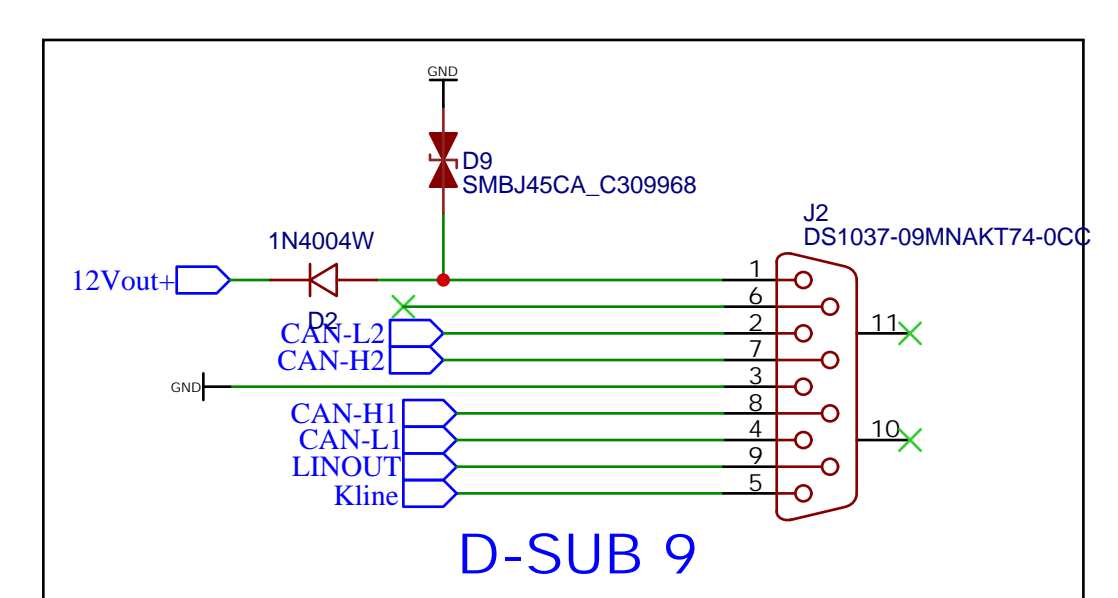 GND
D9
SMBJ45CA_C309968
J2
DS1037-09MNAKT74-0CC
1N4004W
12Vout+
D2
1
6
CAN-L2
2
11
CAN-H2
7
GND
3
CAN-H1
8
CAN-L1
4
10
LINOUT
9
Kline
5
D-SUB 9